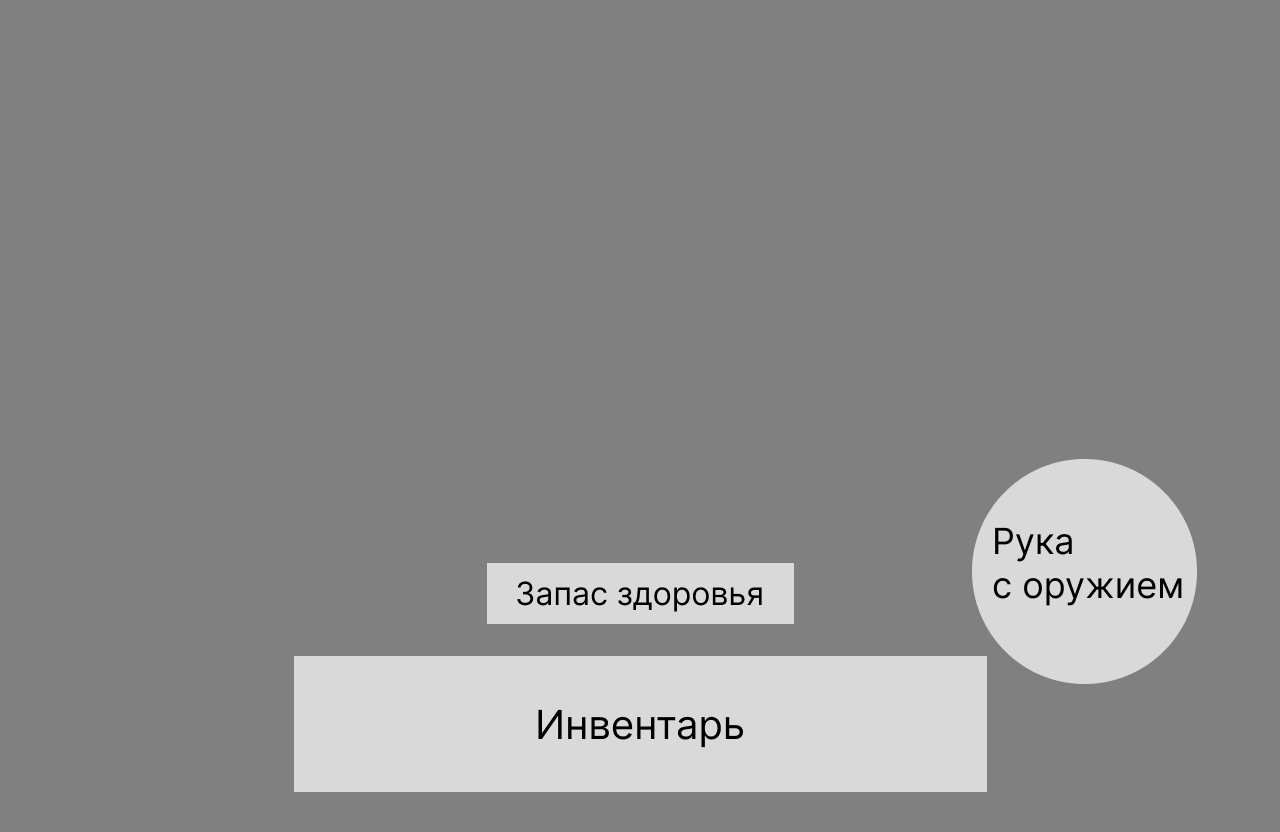 Рука
с оружием
Запас здоровья
Инвентарь